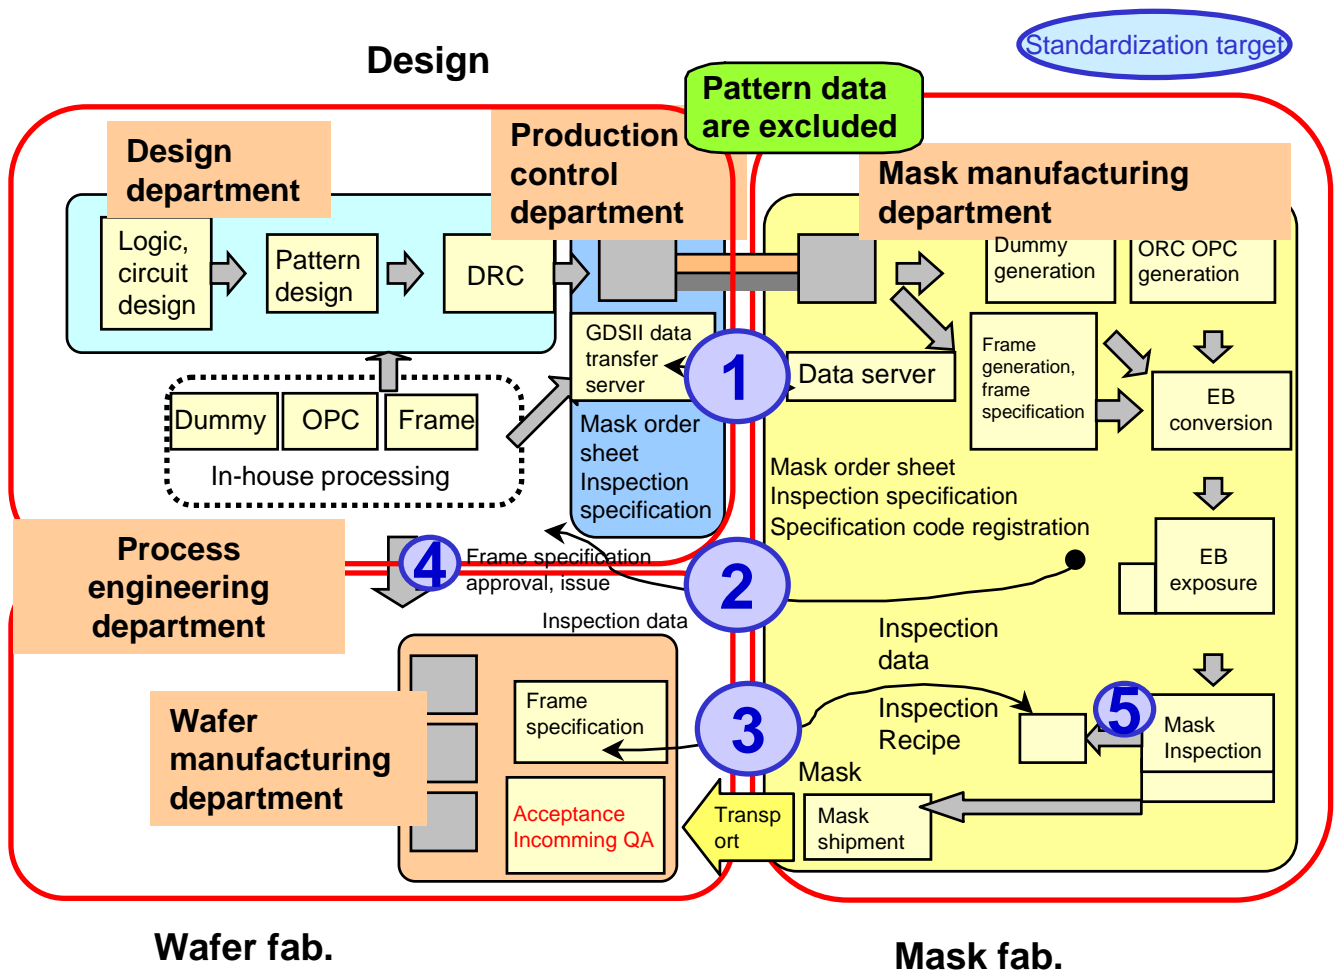 Standardization target
Design
Pattern data
are excluded
Design
department
Production
control
department
Mask manufacturing
department
Logic,
circuit
design
Pattern
design
DRC
Dummy
generation
ORC OPC
generation
GDSII data
transfer
server
1
Data server
Frame
generation,
frame
specification
EB
conversion
Dummy
OPC
Frame
In-house processing
Mask order
sheet
Inspection
specification
Mask order sheet
Inspection specification
Specification code registration
Process
engineering
department
4
Frame specification
approval, issue
2
EB
exposure
Inspection data
Inspection
data
Wafer
manufacturing
department
Frame
specification
3
Inspection
Recipe
5
Mask
Inspection
Mask
Acceptance
Incomming QA
Transp
ort
Mask
shipment
Wafer fab.
Mask fab.